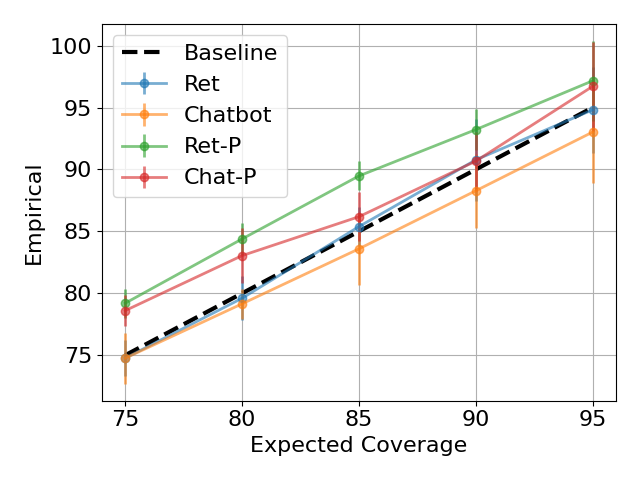 Baseline
Ret
Chatbot
Ret-P
Chat-P
Empirical
100
95
90
85
80
75
75 80 85 90 95
Expected Coverage